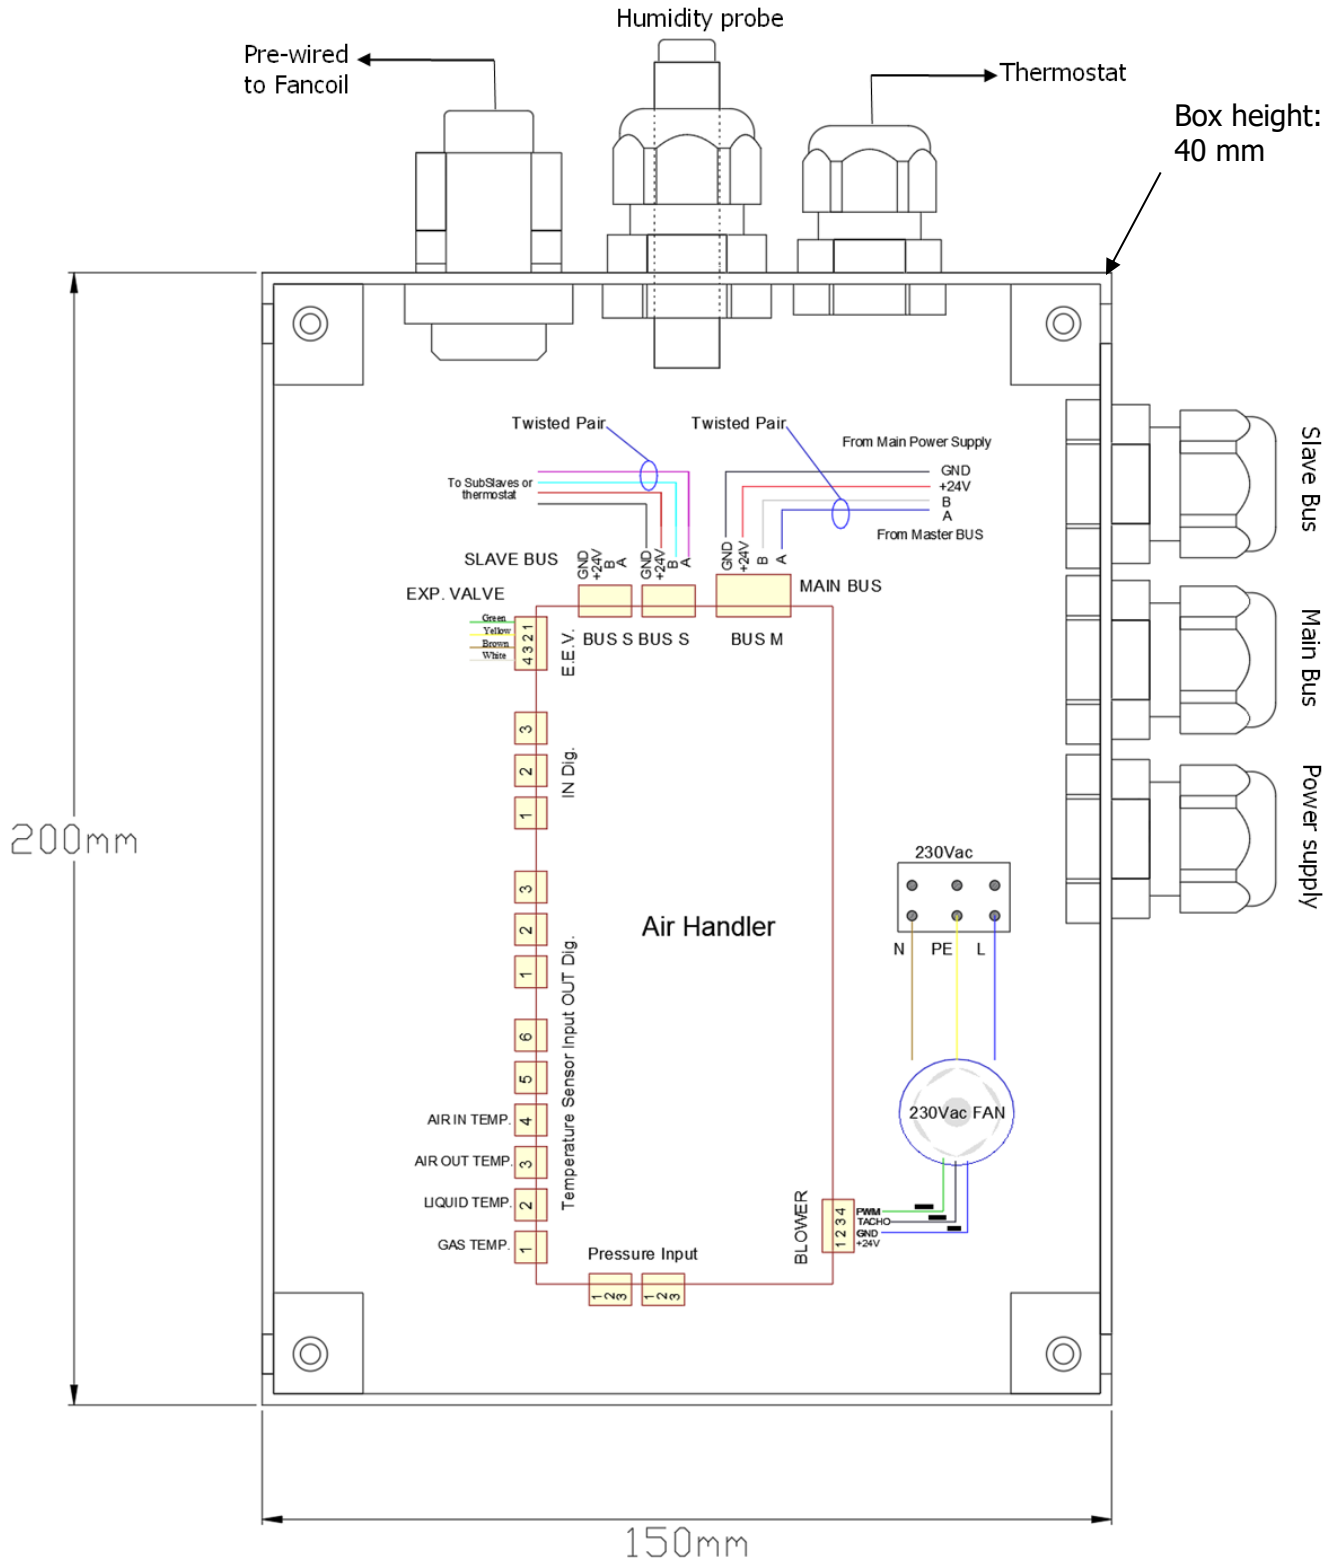 Humidity probe
Pre-wired
to Fancoil
Thermostat
Box height:
40 mm
Twisted Pair
Twisted Pair
From Main Power Supply
GND
+24V
B
A
From Master BUS
To SubSlaves or
thermostat
SLAVE BUS
GND
+24V
B
A
GND
+24V
B
A
GND
+24V
B
A
MAIN BUS
EXP. VALVE
BUS S
BUS S
BUS M
Green
Yellow
Brown
White
4 3 2 1
E.E.V.
Slave Bus
Main Bus
Power supply
3
2
1
IN Dig.
200mm
230Vac
3
2
1
OUT Dig.
Air Handler
N
PE
L
6
5
4
3
2
1
Temperature Sensor Input
AIR IN TEMP.
AIR OUT TEMP.
LIQUID TEMP.
GAS TEMP.
230Vac FAN
BLOWER
1 2 3 4
PWM
TACHO
GND
+24V
Pressure Input
1 2 3
1 2 3
150mm